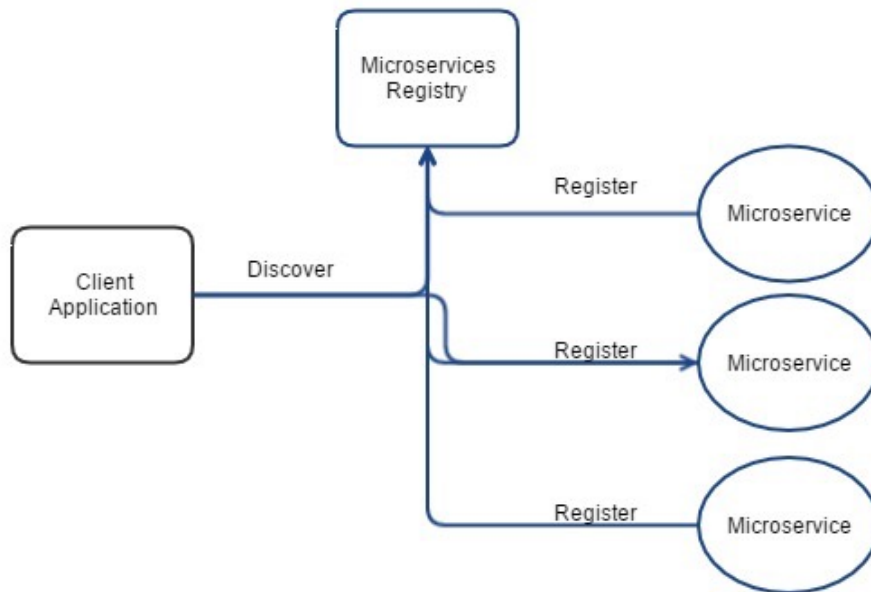 Microservices
Registry
Register
Microservice
Client
Application
Discover
Register
Microservice
Register
Microservice